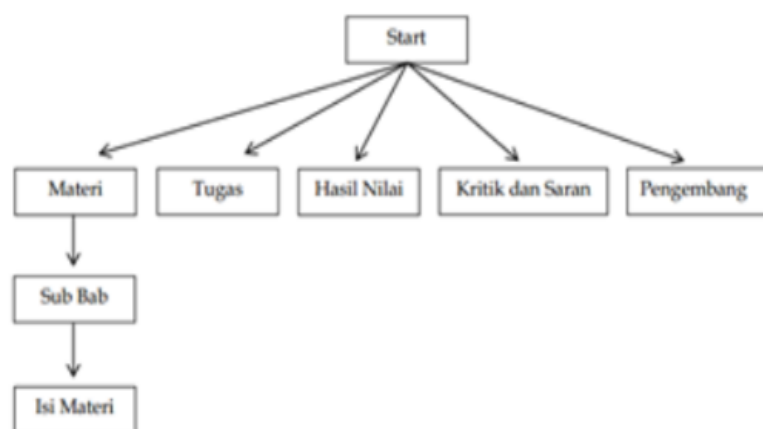 Start
Materi
Tugas
Hasil Nilai
Kritik dan Saran
Pengembang
Sub Bab
Isi Materi